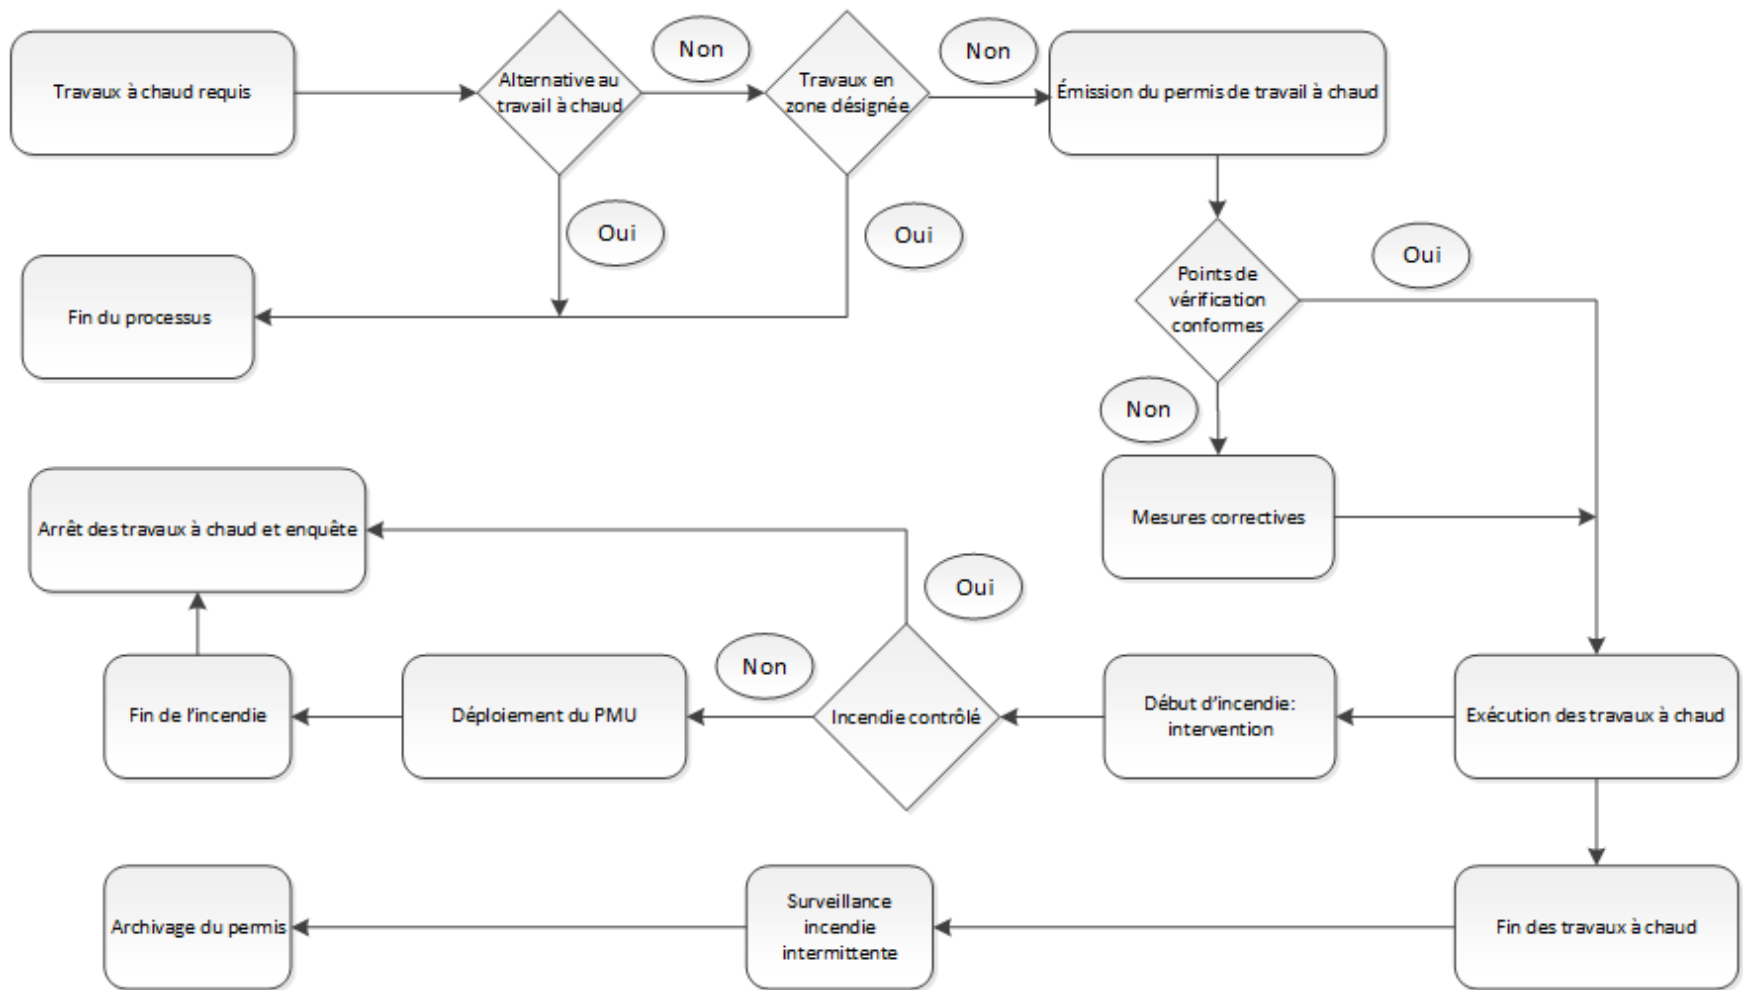 Travaux à chaud requis
Alternative au
travail à chaud
Non
Travaux en
zone désignée
Non
Émission du permis de travail à chaud
Oui
Oui
Fin du processus
Points de
vérification
conformes
Oui
Non
Mesures correctives
Arrêt des travaux à chaud et enquête
Oui
Non
Fin de l'incendie
Déploiement du PMU
Incendie contrôlé
Début d'incendie:
intervention
Exécution des travaux à chaud
Archivage du permis
Surveillance
incendie
intermittente
Fin des travaux à chaud